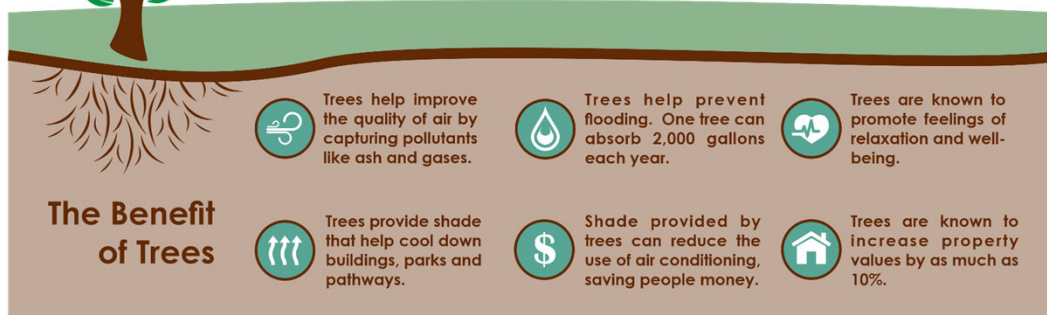 The Benefit
of Trees
Trees help improve
the quality of air by
capturing pollutants
like ash and gases.
Trees help prevent
flooding. One tree can
absorb 2,000 gallons
each year.
Trees are known to
promote feelings of
relaxation and well-
being.
Trees provide shade
that help cool down
buildings, parks and
pathways.
$
Shade provided by
trees can reduce the
use of air conditioning,
saving people money.
Trees are known to
increase property
values by as much as
10%.